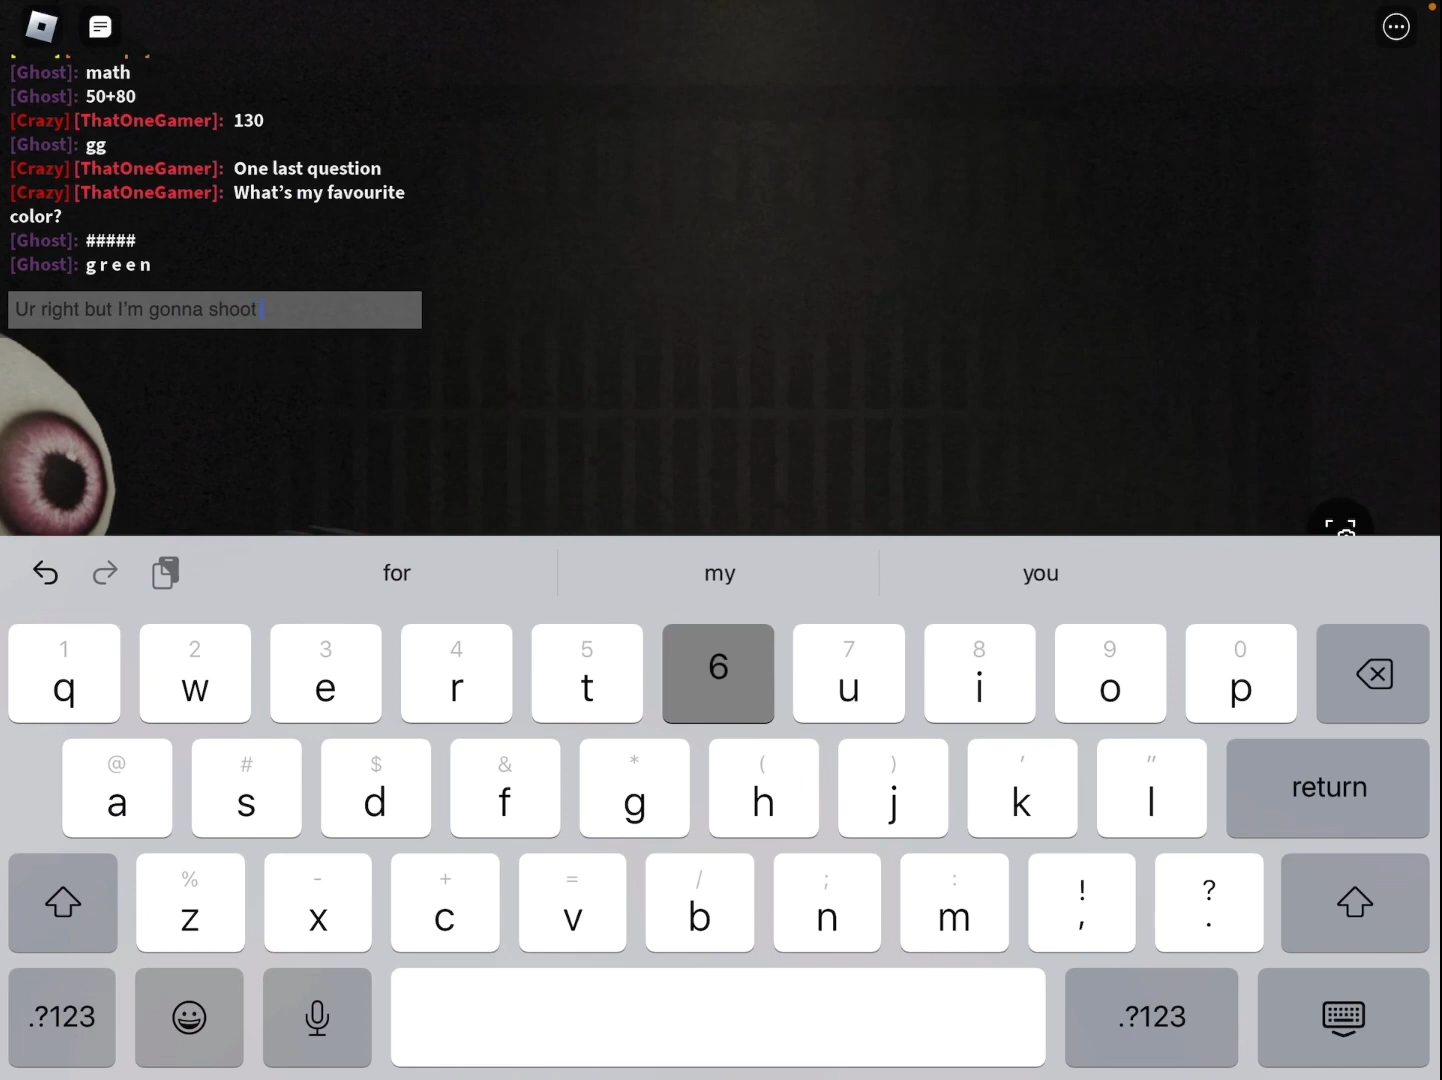 [Ghost]: math
[Ghost]: 50+80
[Crazy][ThatOneGamer]: 130
[Ghost]: gg
[Crazy][ThatOneGamer]: One last question
[Crazy][ThatOneGamer]: What’s my favourite
color?
[Ghost]: #####
[Ghost]: g r e e n
Ur right but I’m gonna shoot
for my you
1 2 3 4 5 6 7 8 9 0
q w e r t u i o p
@ # $ & * ( ) ' "
a s d f g h j k l return
% - + = / ; : ! ?
z x c v b n m , .
.?123 .?123